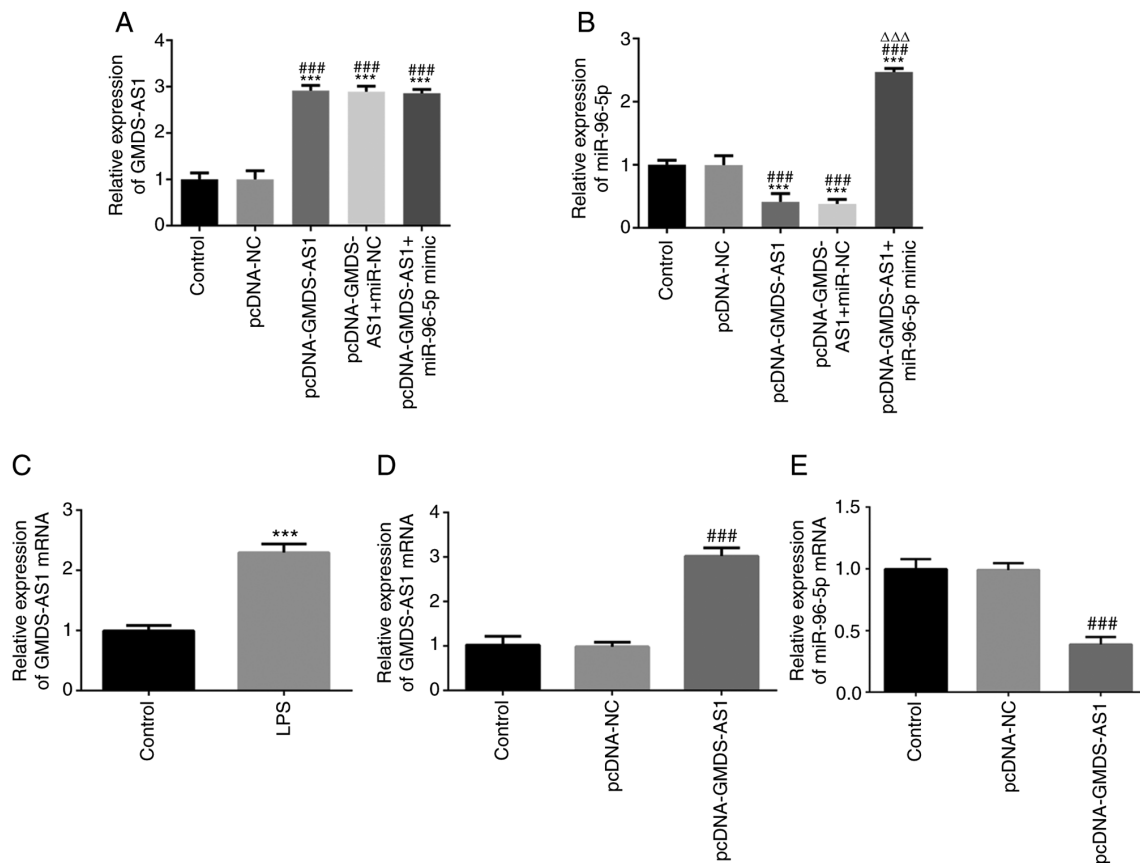 A
Relative expression
of GMDS-AS1
4
3
2
1
0
###
***
###
***
###
***
Control
pcDNA-NC
pcDNA-GMDS-AS1
pcDNA-GMDS-
AS1+miR-NC
pcDNA-GMDS-AS1+
miR-96-5p mimic
B
Relative expression
of miR-96-5p
3
2
1
0
###
***
###
***
ΔΔΔ
###
***
Control
pcDNA-NC
pcDNA-GMDS-AS1
pcDNA-GMDS-
AS1+miR-NC
pcDNA-GMDS-AS1+
miR-96-5p mimic
C
Relative expression
of GMDS-AS1 mRNA
3
2
1
0
***
Control
LPS
D
Relative expression
of GMDS-AS1 mRNA
4
3
2
1
0
###
Control
pcDNA-NC
pcDNA-GMDS-AS1
E
Relative expression
of miR-96-5p mRNA
1.5
1.0
0.5
0.0
###
Control
pcDNA-NC
pcDNA-GMDS-AS1